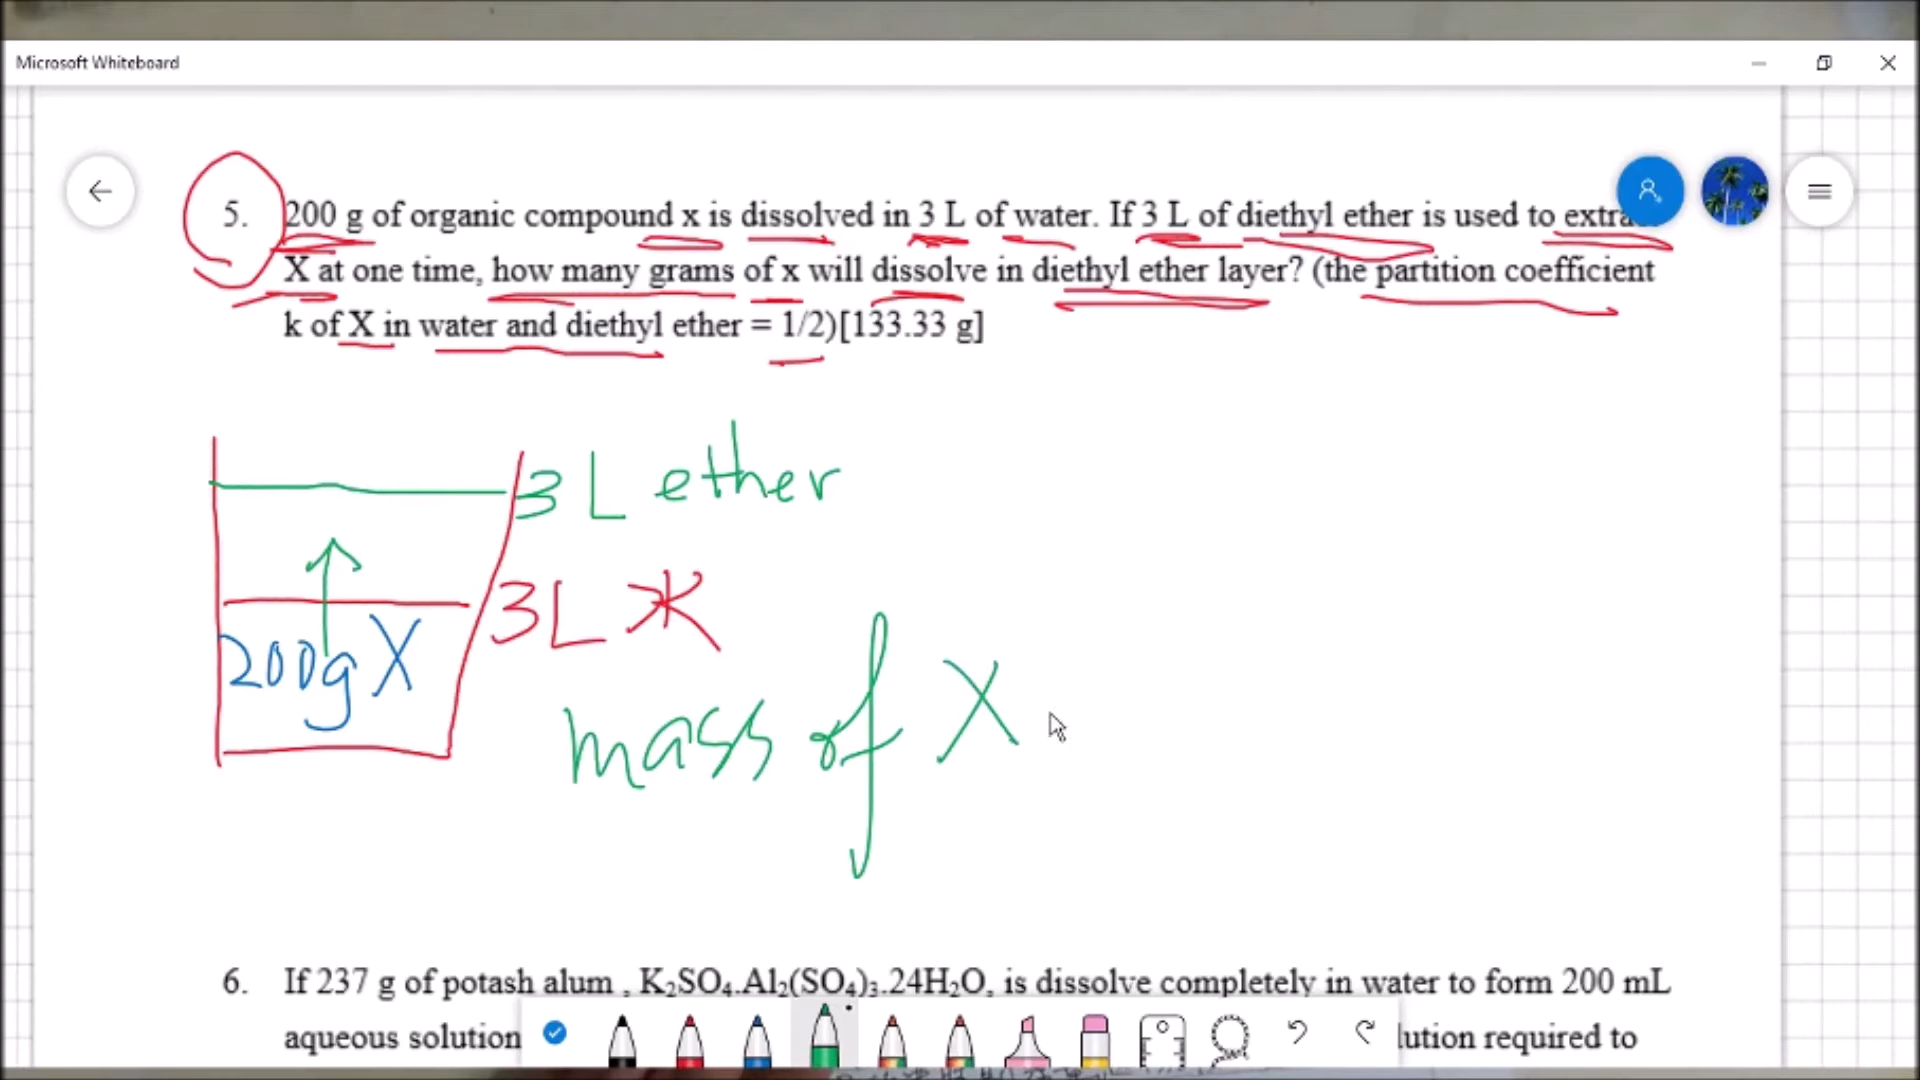 Microsoft Whiteboard
5. 200 g of organic compound x is dissolved in 3 L of water. If 3 L of diethyl ether is used to extra
X at one time, how many grams of x will dissolve in diethyl ether layer? (the partition coefficient
k of X in water and diethyl ether = 1/2)[133.33 g]
3 L ether
3L 水
200g X
mass of X
6. If 237 g of potash alum , K₂SO₄.Al₂(SO₄)₃.24H₂O, is dissolve completely in water to form 200 mL
aqueous solution lution required to